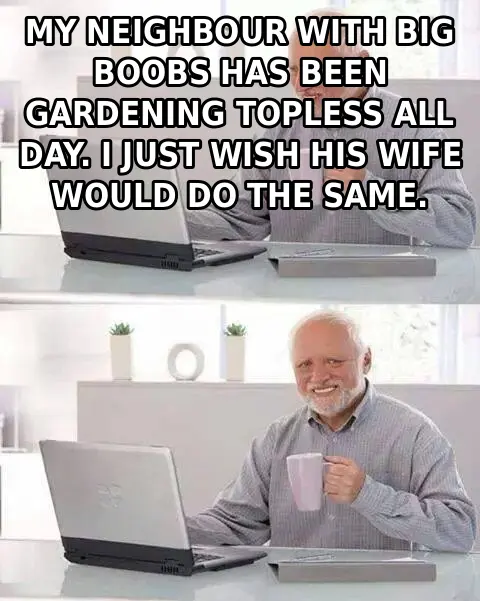 MY NEIGHBOUR WITH BIG
BOOBS HAS BEEN
GARDENING TOPLESS ALL
DAY. I JUST WISH HIS WIFE
WOULD DO THE SAME.